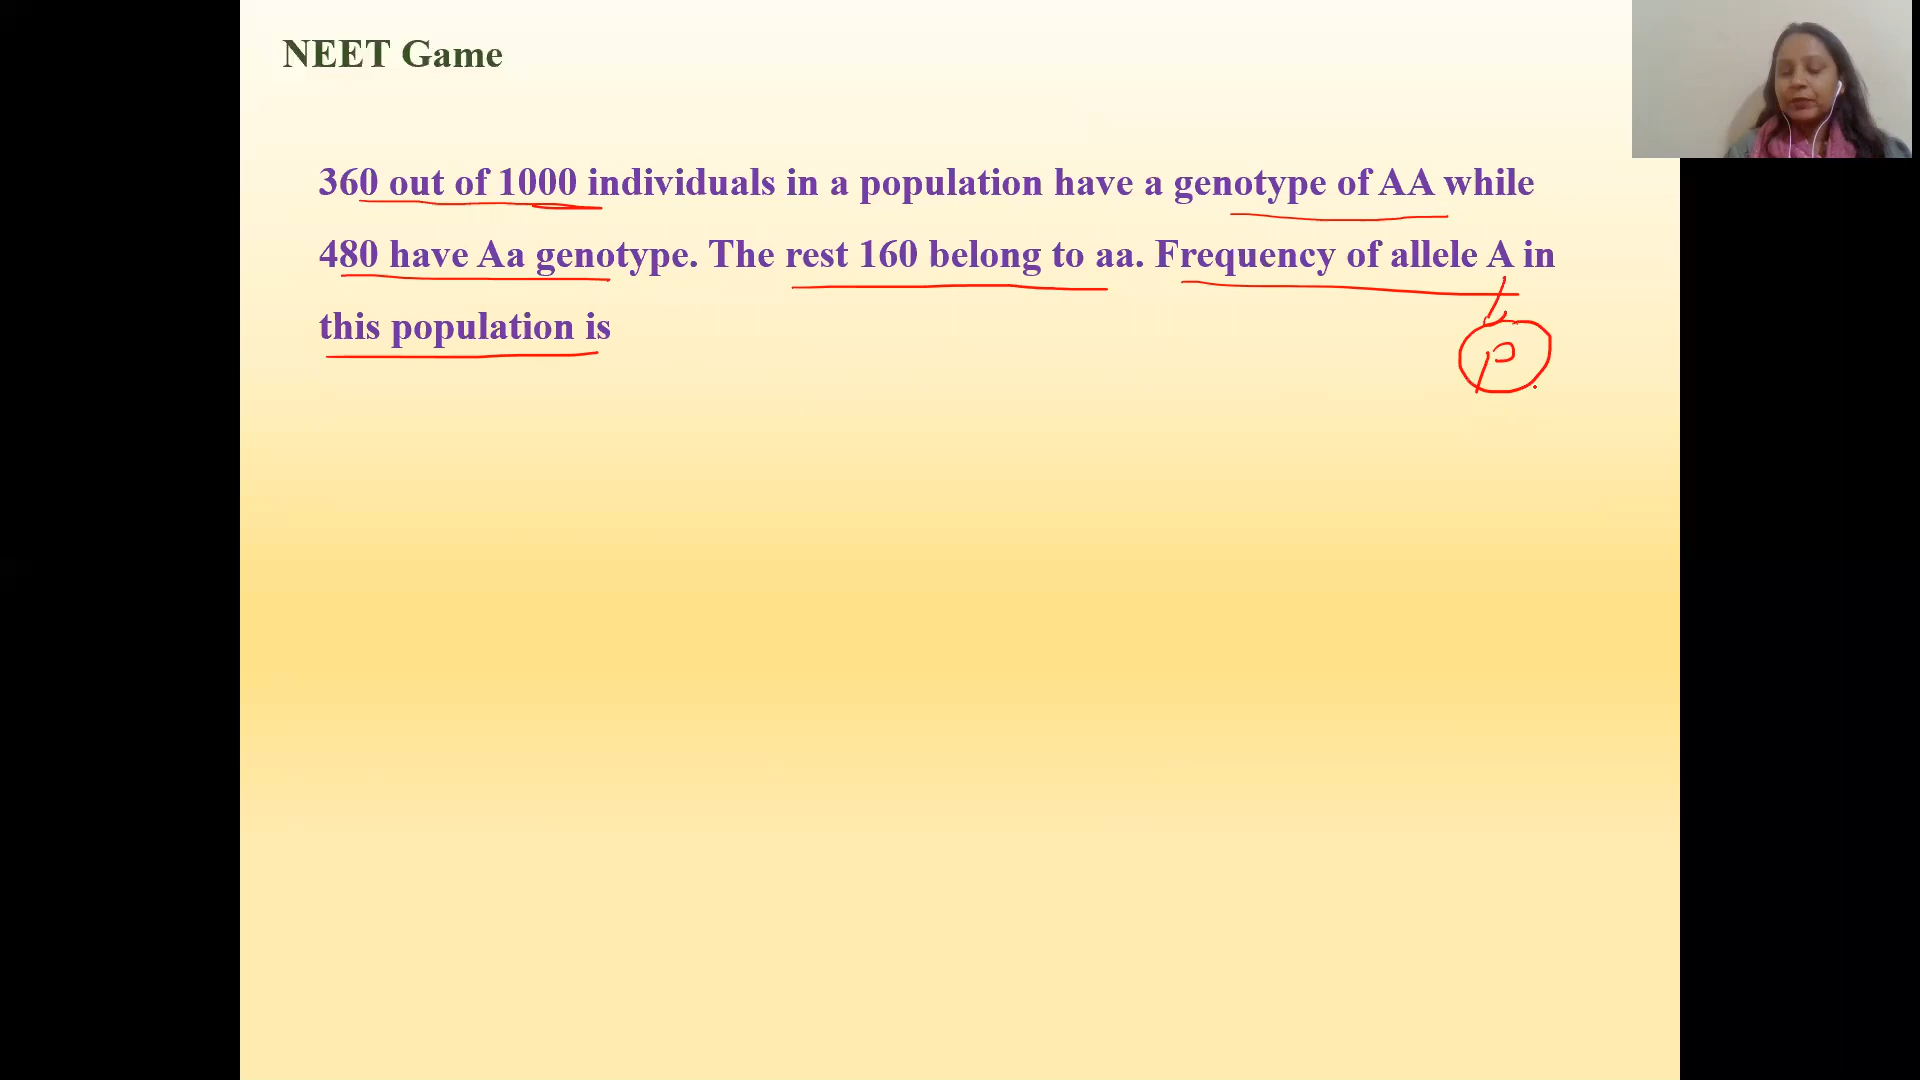 NEET Game
360 out of 1000 individuals in a population have a genotype of AA while
480 have Aa genotype. The rest 160 belong to aa. Frequency of allele A in
this population is
p